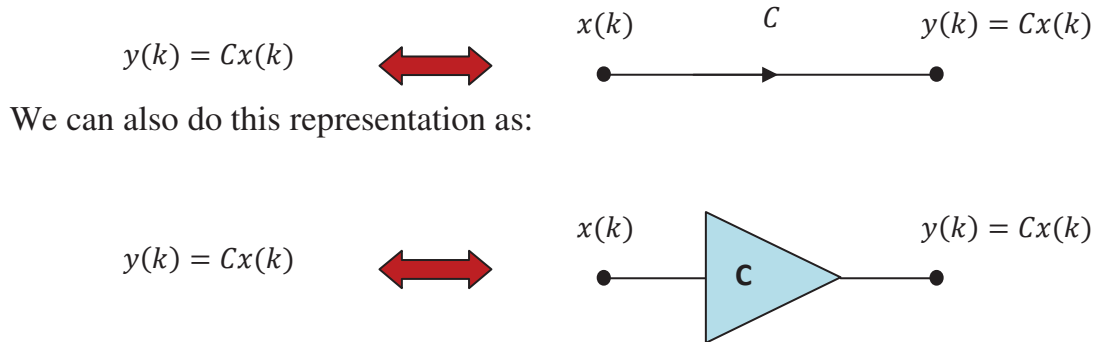 x(k) C y(k) = Cx(k)
y(k) = Cx(k)
We can also do this representation as:
x(k) y(k) = Cx(k)
y(k) = Cx(k) C